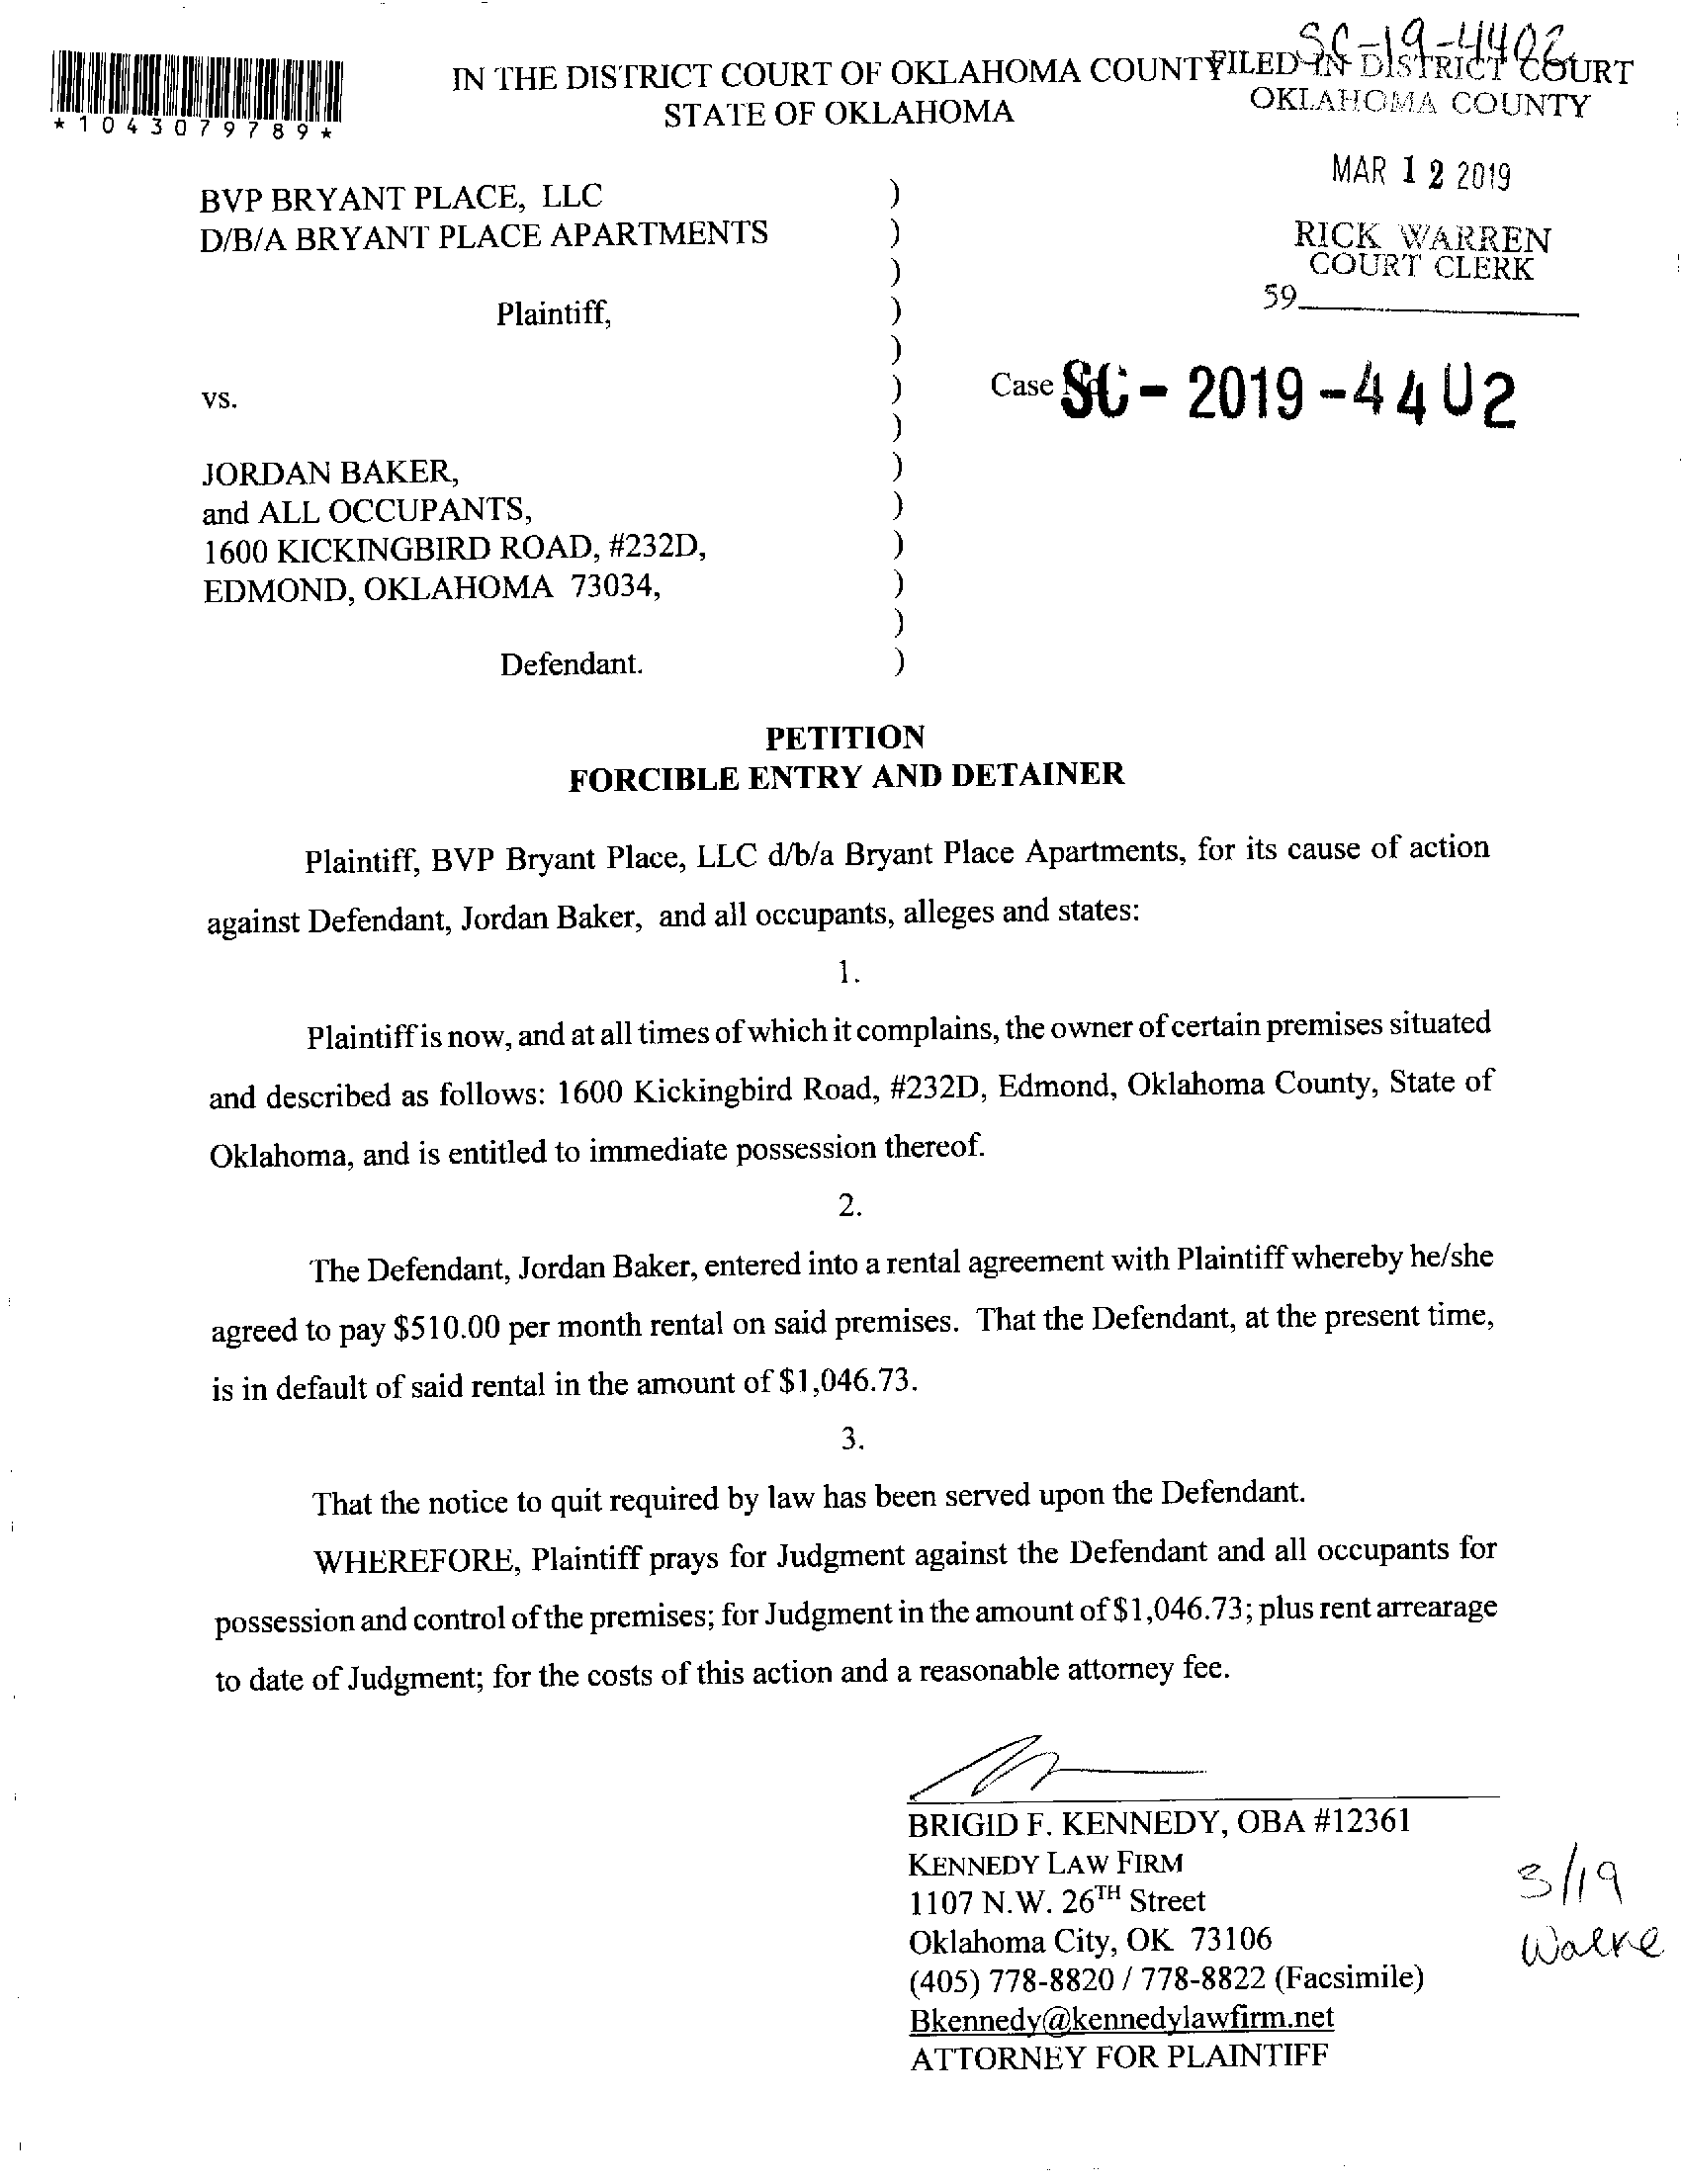 SC-19-4402
IN THE DISTRICT COURT OF OKLAHOMA COUNTY
STATE OF OKLAHOMA
FILED IN DISTRICT COURT
OKLAHOMA COUNTY
*1043079789*
MAR 12 2019
RICK WARREN
COURT CLERK
59
BVP BRYANT PLACE, LLC )
D/B/A BRYANT PLACE APARTMENTS )
)
Plaintiff, )
)
vs. )
Case No. SC-2019-4402
)
JORDAN BAKER, )
and ALL OCCUPANTS, )
1600 KICKINGBIRD ROAD, #232D, )
EDMOND, OKLAHOMA 73034, )
)
Defendant. )
PETITION
FORCIBLE ENTRY AND DETAINER
Plaintiff, BVP Bryant Place, LLC d/b/a Bryant Place Apartments, for its cause of action
against Defendant, Jordan Baker, and all occupants, alleges and states:
1.
Plaintiff is now, and at all times of which it complains, the owner of certain premises situated
and described as follows: 1600 Kickingbird Road, #232D, Edmond, Oklahoma County, State of
Oklahoma, and is entitled to immediate possession thereof.
2.
The Defendant, Jordan Baker, entered into a rental agreement with Plaintiff whereby he/she
agreed to pay $510.00 per month rental on said premises. That the Defendant, at the present time,
is in default of said rental in the amount of $1,046.73.
3.
That the notice to quit required by law has been served upon the Defendant.
WHEREFORE, Plaintiff prays for Judgment against the Defendant and all occupants for
possession and control of the premises; for Judgment in the amount of $1,046.73; plus rent arrearage
to date of Judgment; for the costs of this action and a reasonable attorney fee.
BRIGID F. KENNEDY, OBA #12361
KENNEDY LAW FIRM
1107 N.W. 26TH Street
Oklahoma City, OK 73106
(405) 778-8820 / 778-8822 (Facsimile)
Bkennedy@kennedylawfirm.net
ATTORNEY FOR PLAINTIFF
3/19
Walke